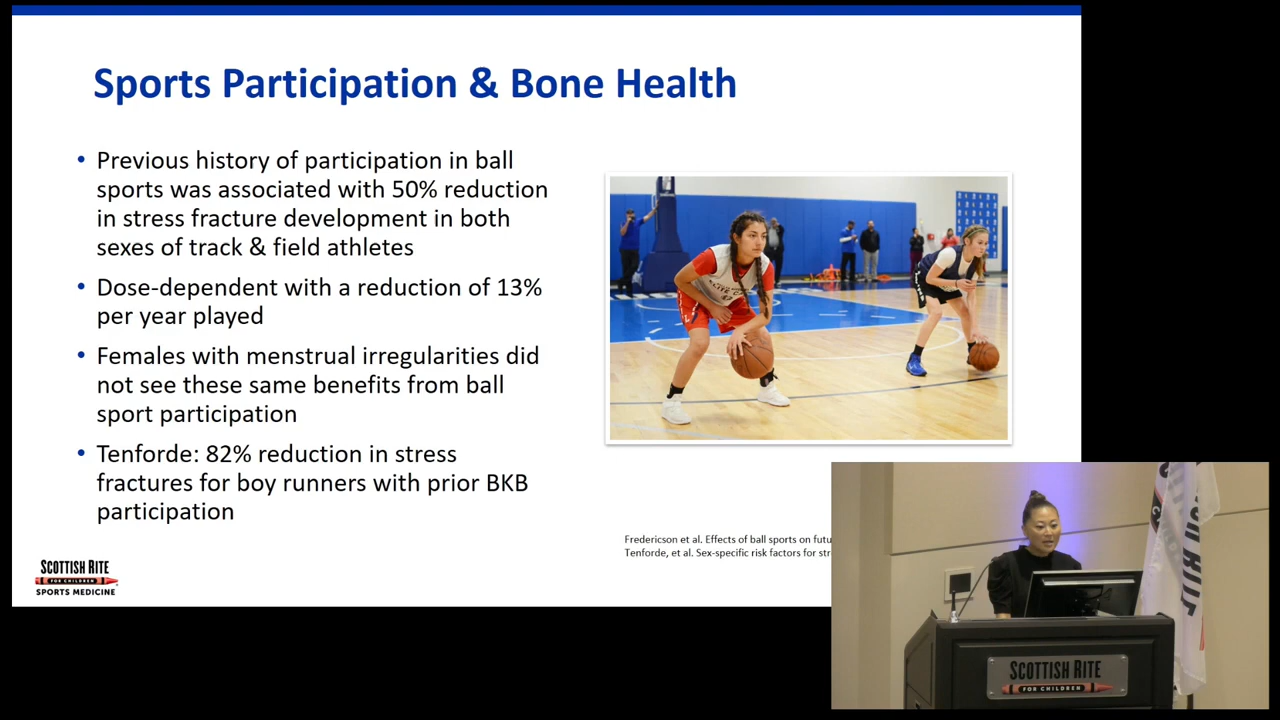 Sports Participation & Bone Health
• Previous history of participation in ball
sports was associated with 50% reduction
in stress fracture development in both
sexes of track & field athletes
• Dose-dependent with a reduction of 13%
per year played
• Females with menstrual irregularities did
not see these same benefits from ball
sport participation
• Tenforde: 82% reduction in stress
fractures for boy runners with prior BKB
participation
Fredericson et al. Effects of ball sports on
Tenforde, et al. Sex-specific risk factors for
SCOTTISH RITE
FOR CHILDREN
SPORTS MEDICINE
SCOTTISH RITE
FOR CHILDREN